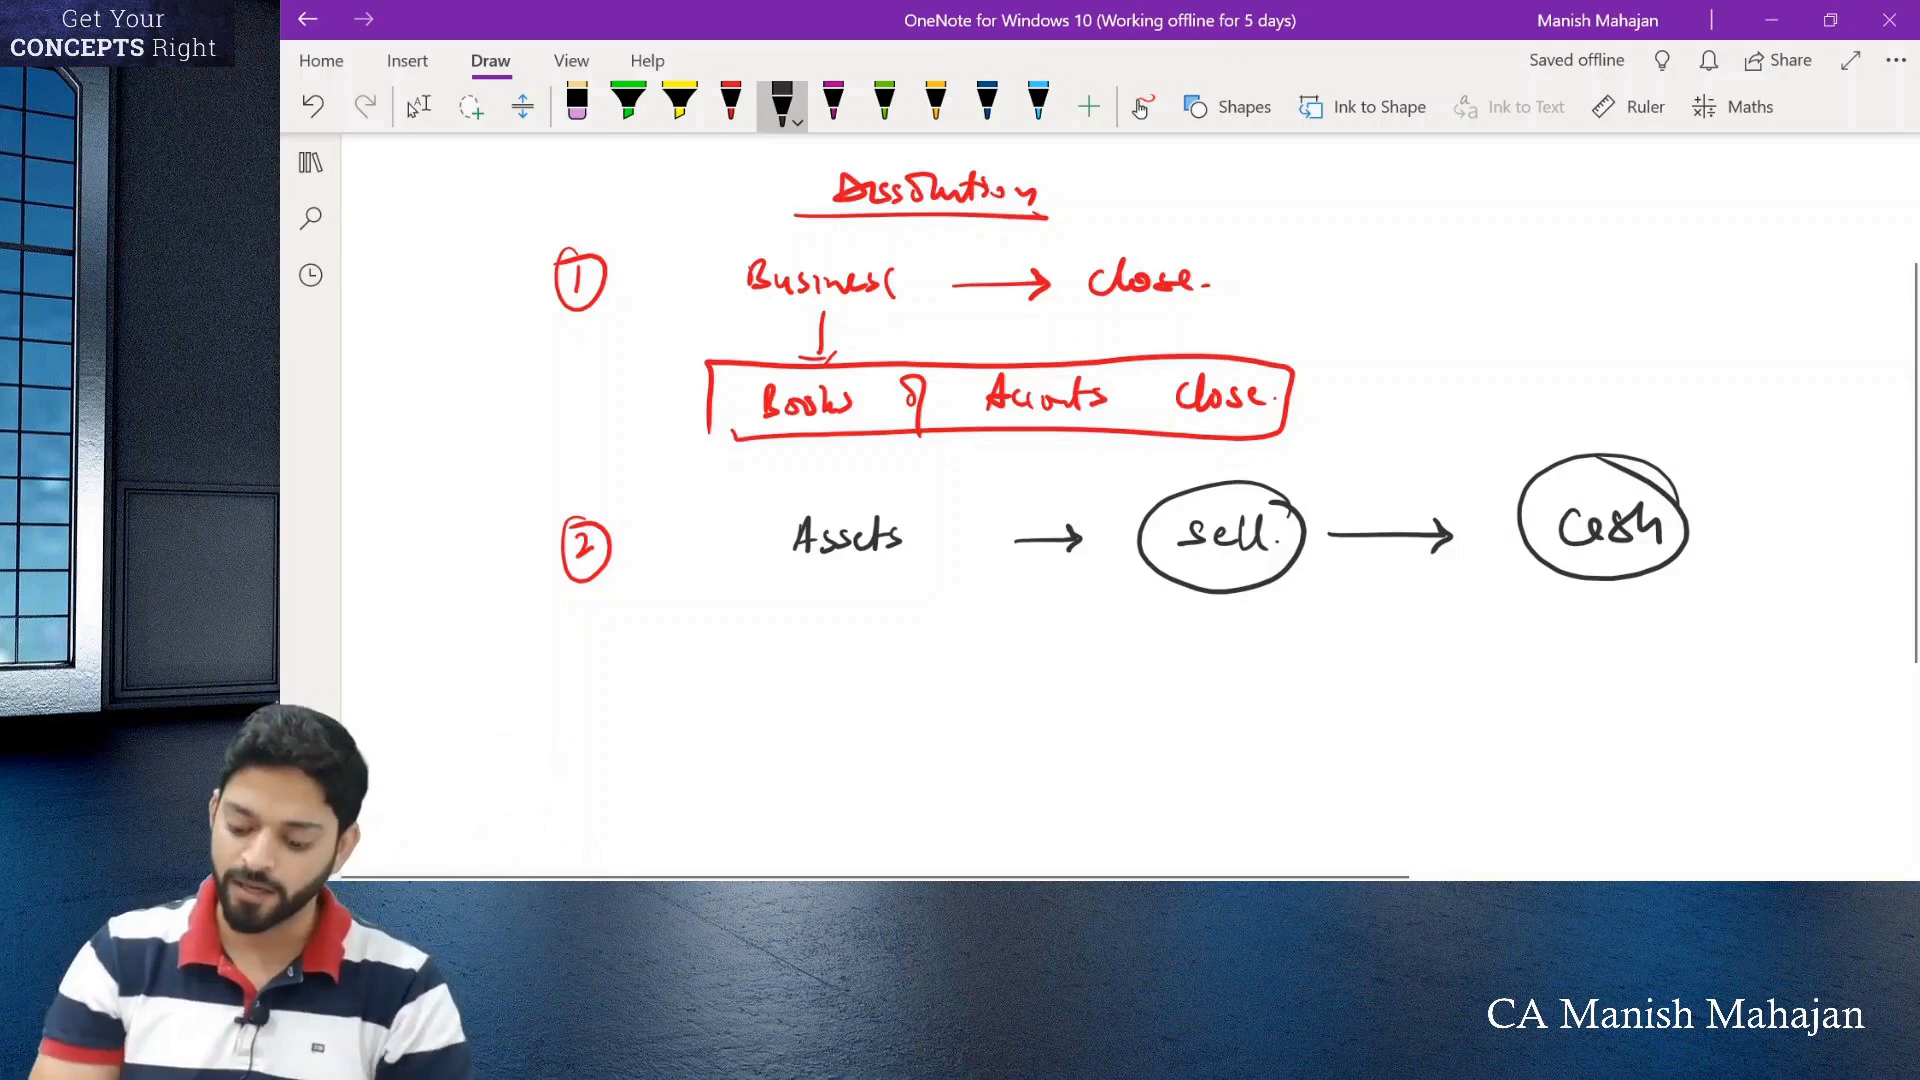 Get Your
CONCEPTS Right
OneNote for Windows 10 (Working offline for 5 days)
Manish Mahajan
Home Insert Draw View Help
Saved offline
Share
Shapes
Ink to Shape
Ink to Text
Ruler
Maths
Dissolution
1 Business → close.
Books of Accounts close.
2 Assets → sell. → cash
CA Manish Mahajan